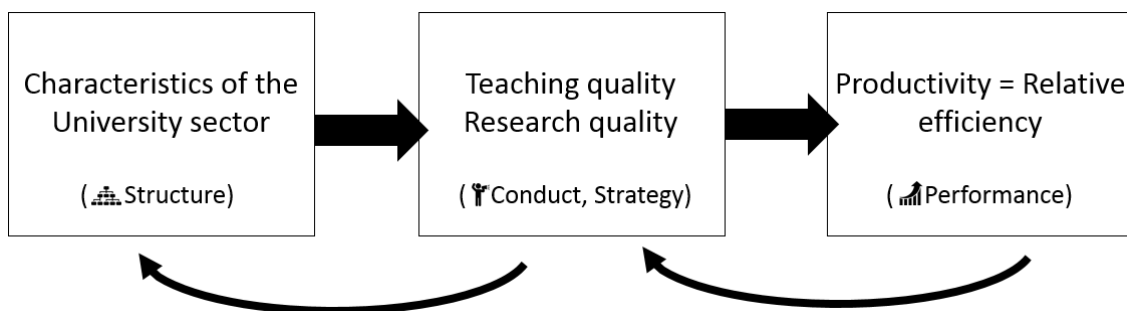 Characteristics of the
University sector
(Structure)
Teaching quality
Research quality
(Conduct, Strategy)
Productivity = Relative
efficiency
(Performance)